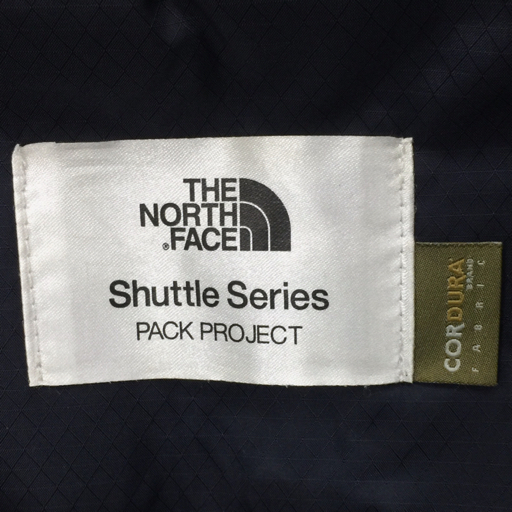 THE
NORTH
FACE
Shuttle Series
PACK PROJECT
CORDURA
BRAND
FABRIC